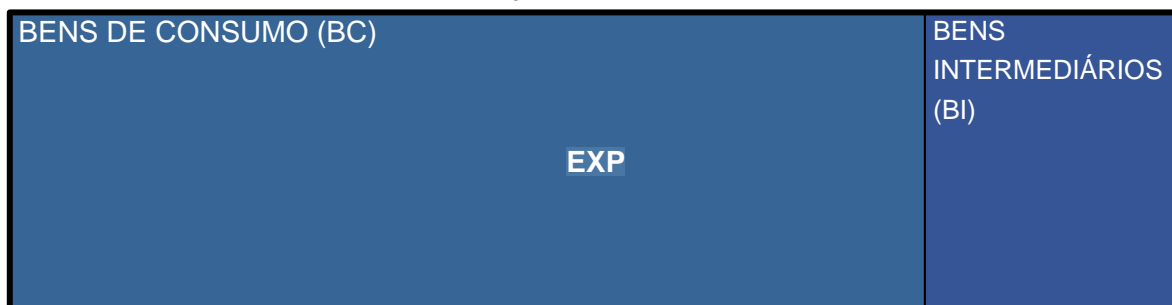 BENS DE CONSUMO (BC)
BENS
INTERMEDIÁRIOS
(BI)
EXP